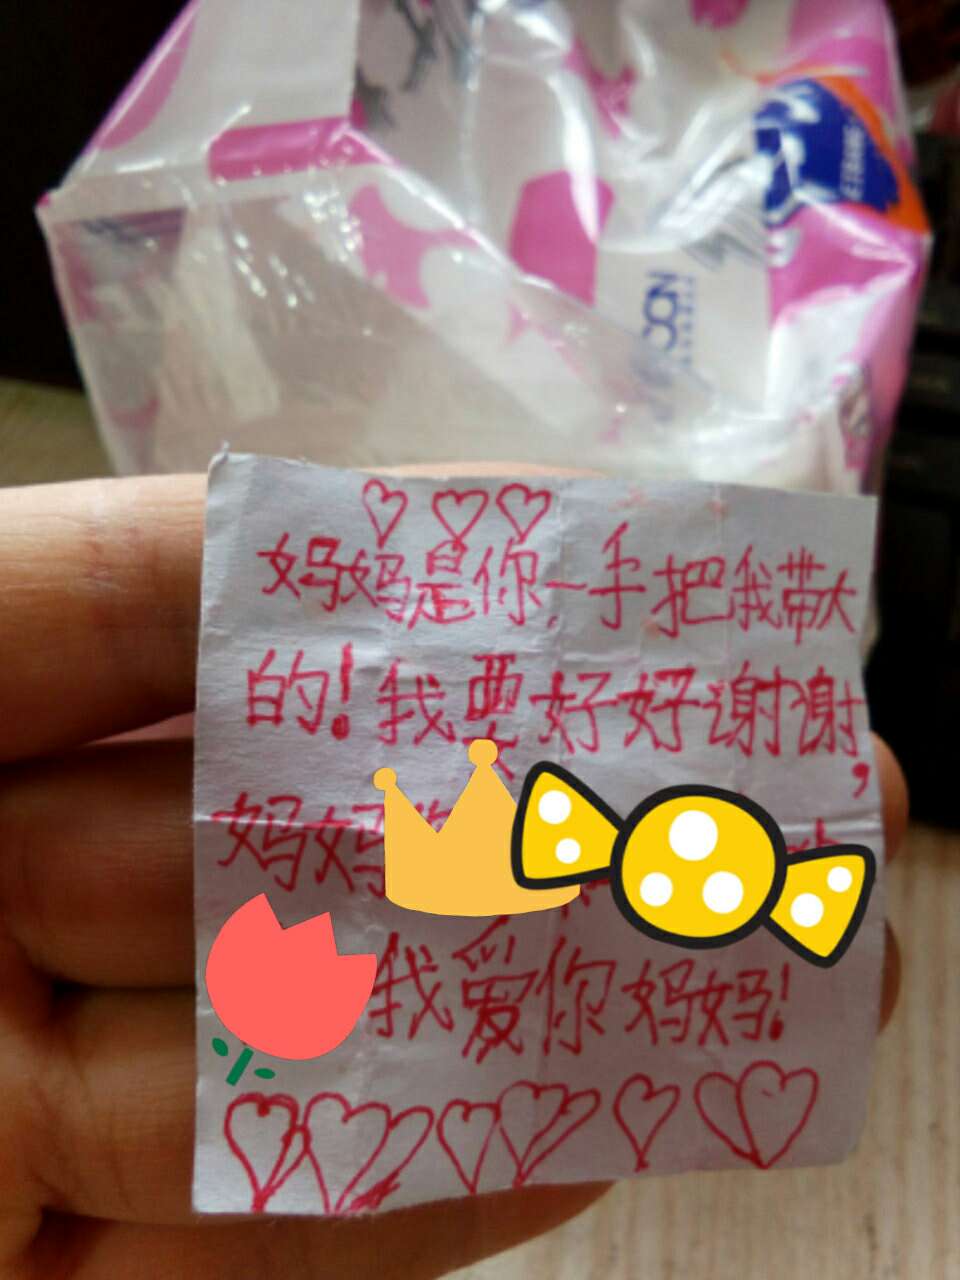 妈妈是你一手把我带大
的！我要好好谢谢，
妈妈
我爱你妈妈！